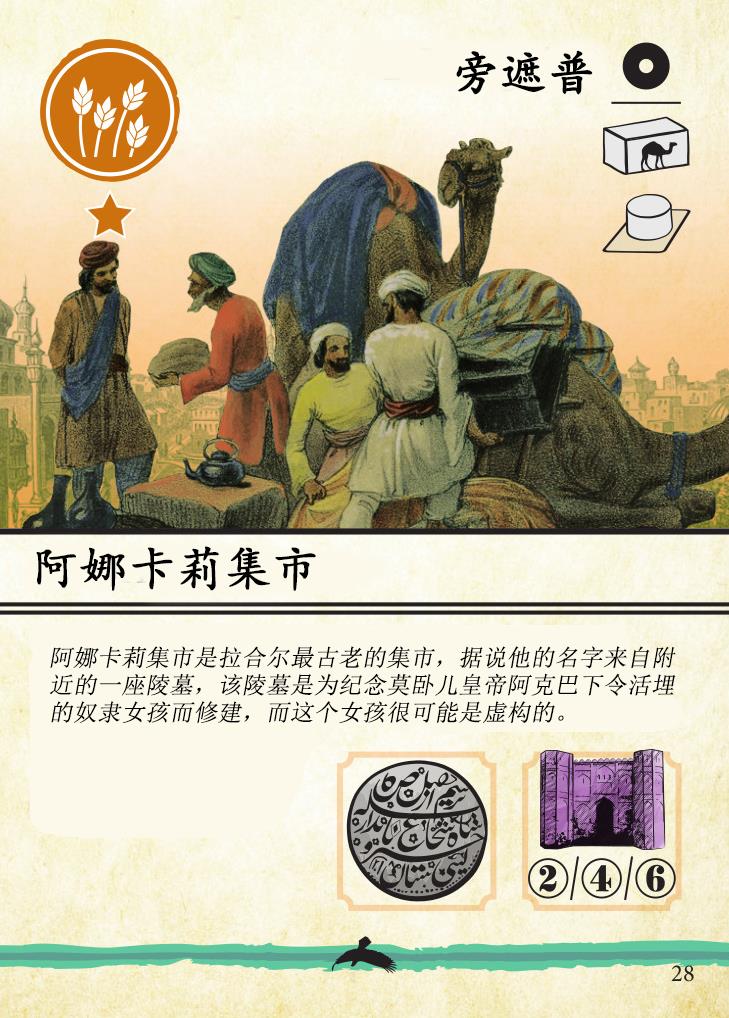 旁遮普
阿娜卡莉集市
阿娜卡莉集市是拉合尔最古老的集市，据说他的名字来自附
近的一座陵墓，该陵墓是为纪念莫卧儿皇帝阿克巴下令活埋
的奴隶女孩而修建，而这个女孩很可能是虚构的。
2/4/6
28